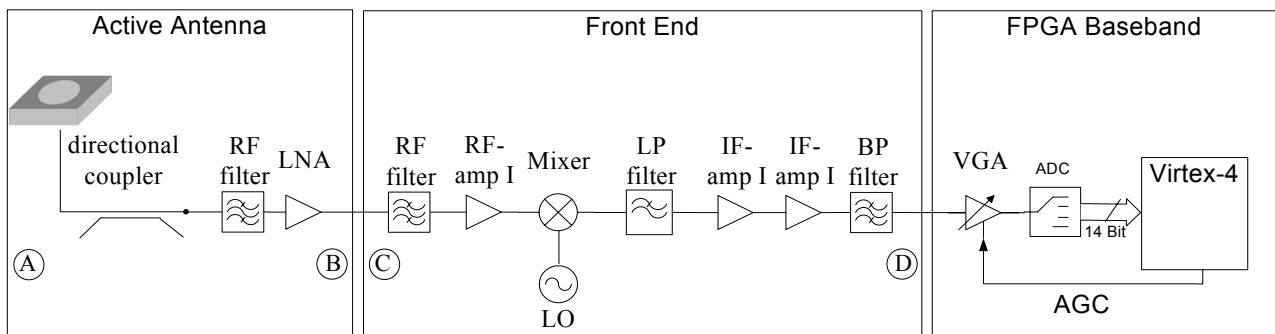 Active Antenna
Front End
FPGA Baseband
directional
coupler
RF
filter
LNA
RF
filter
RF-
amp I
Mixer
LP
filter
IF-
amp I
IF-
amp I
BP
filter
VGA
ADC
Virtex-4
14 Bit
A
B
C
D
LO
AGC